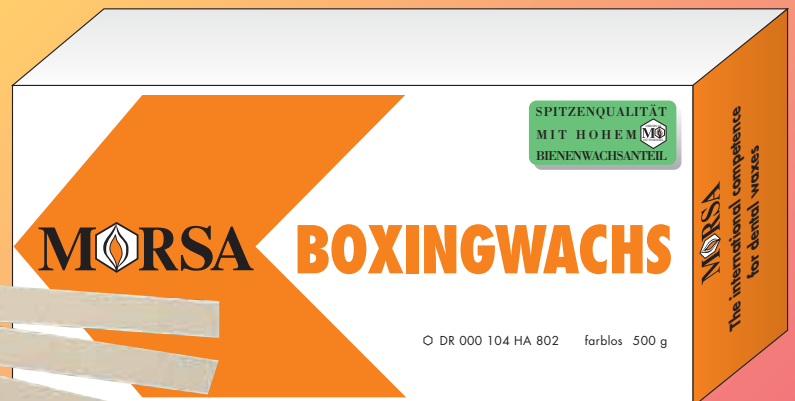 SPITZENQUALITÄT
MIT HOHEM
BIENENWACHSANTEIL
MORSA
BOXINGWACHS
DR 000 104 HA 802 farblos 500 g
MORSA
The international competence
for dental waxes